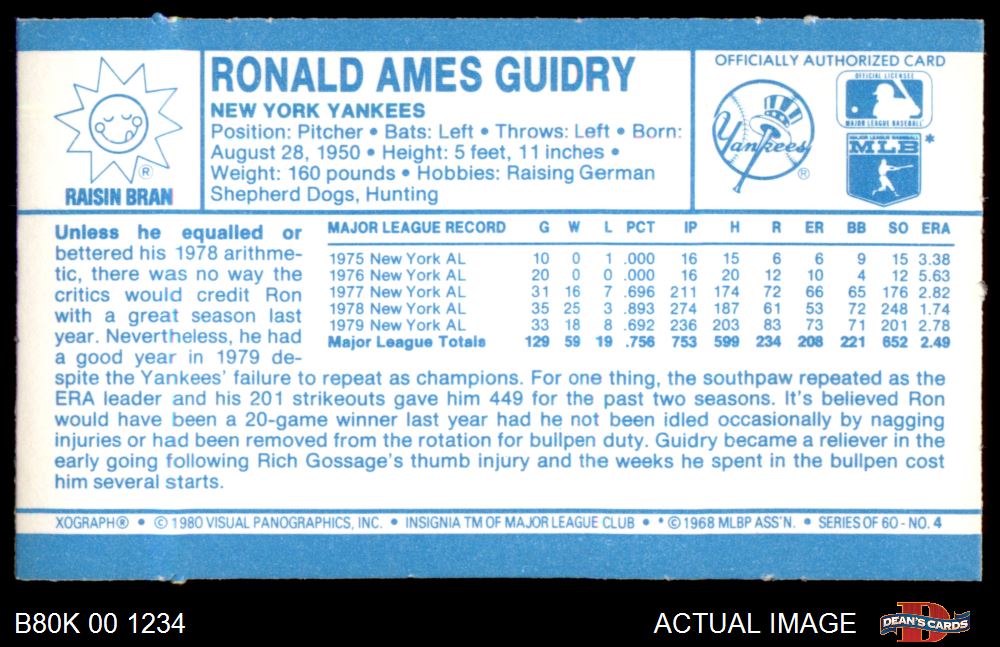 RONALD AMES GUIDRY
NEW YORK YANKEES
Position: Pitcher • Bats: Left • Throws: Left • Born:
August 28, 1950 • Height: 5 feet, 11 inches •
Weight: 160 pounds • Hobbies: Raising German
Shepherd Dogs, Hunting
®
RAISIN BRAN
OFFICIALLY AUTHORIZED CARD
Yankees
®
OFFICIAL LICENSEE
MAJOR LEAGUE BASEBALL
MAJOR LEAGUE BASEBALL
MLB *
Unless he equalled or
bettered his 1978 arithme-
tic, there was no way the
critics would credit Ron
with a great season last
year. Nevertheless, he had
a good year in 1979 de-
spite the Yankees' failure to repeat as champions. For one thing, the southpaw repeated as the
ERA leader and his 201 strikeouts gave him 449 for the past two seasons. It's believed Ron
would have been a 20-game winner last year had he not been idled occasionally by nagging
injuries or had been removed from the rotation for bullpen duty. Guidry became a reliever in the
early going following Rich Gossage's thumb injury and the weeks he spent in the bullpen cost
him several starts.
MAJOR LEAGUE RECORD G W L PCT IP H R ER BB SO ERA
1975 New York AL 10 0 1 .000 16 15 6 6 9 15 3.38
1976 New York AL 20 0 0 .000 16 20 12 10 4 12 5.63
1977 New York AL 31 16 7 .696 211 174 72 66 65 176 2.82
1978 New York AL 35 25 3 .893 274 187 61 53 72 248 1.74
1979 New York AL 33 18 8 .692 236 203 83 73 71 201 2.78
Major League Totals 129 59 19 .756 753 599 234 208 221 652 2.49
XOGRAPH® • © 1980 VISUAL PANOGRAPHICS, INC. • INSIGNIA TM OF MAJOR LEAGUE CLUB • * © 1968 MLBP ASS'N. • SERIES OF 60 - NO. 4
B80K 00 1234
ACTUAL IMAGE
D
DEAN'S CARDS